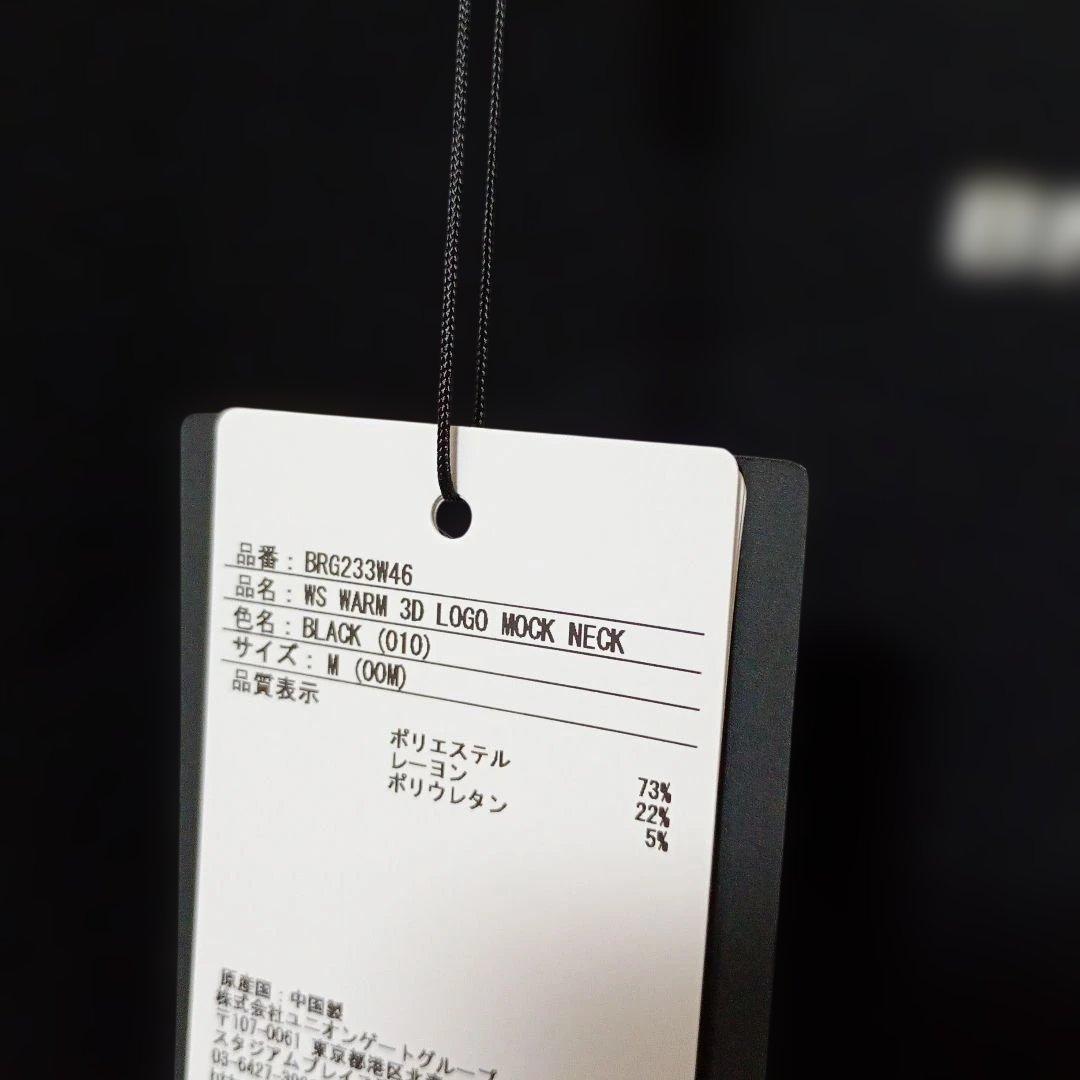 品番：BRG233W46
品名：WS WARM 3D LOGO MOCK NECK
色名：BLACK (010)
サイズ：M (00M)
品質表示
ポリエステル 73%
レーヨン 22%
ポリウレタン 5%
原産国：中国製
株式会社ユニオンゲートグループ
〒107-0061 東京都港区北
スタジアムプレイス
03-6427-30